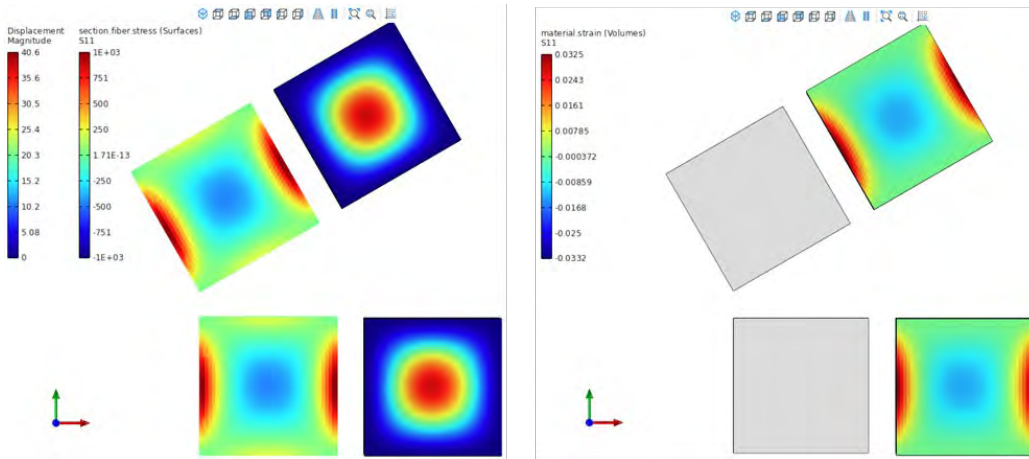 Displacement
Magnitude
40.6
35.6
30.5
25.4
20.3
15.2
10.2
5.08
0
section.fiber.stress (Surfaces)
S11
1E+03
751
500
250
1.71E-13
-250
-500
-751
-1E+03
material.strain (Volumes)
S11
0.0325
0.0243
0.0161
0.00785
-0.000372
-0.00859
-0.0168
-0.025
-0.0332